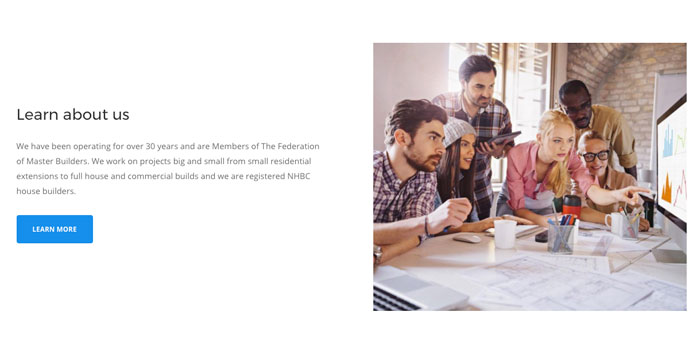 Learn about us
We have been operating for over 30 years and are Members of The Federation
of Master Builders. We work on projects big and small from small residential
extensions to full house and commercial builds and we are registered NHBC
house builders.
LEARN MORE